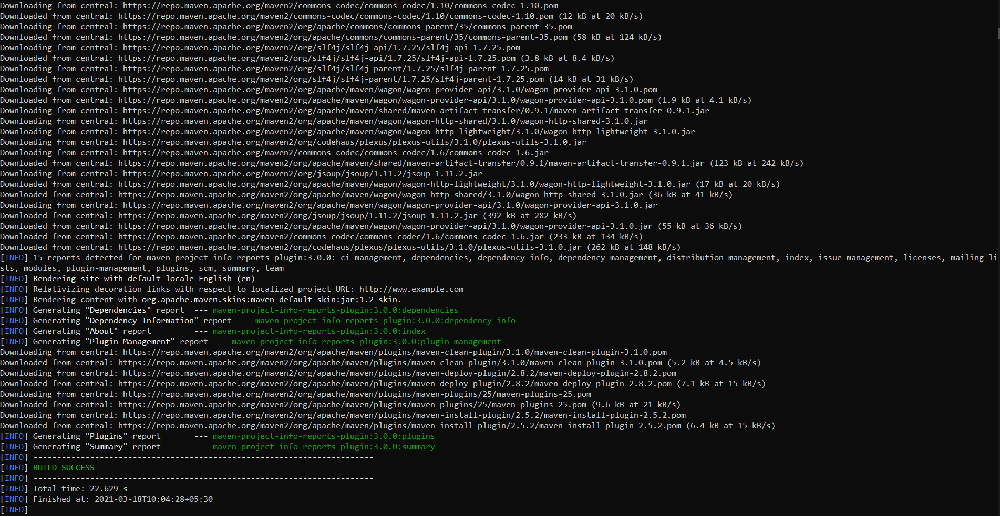 Downloading from central: https://repo.maven.apache.org/maven2/commons-codec/commons-codec/1.10/commons-codec-1.10.pom
Downloaded from central: https://repo.maven.apache.org/maven2/commons-codec/commons-codec/1.10/commons-codec-1.10.pom (12 kB at 20 kB/s)
Downloading from central: https://repo.maven.apache.org/maven2/org/apache/commons/commons-parent/35/commons-parent-35.pom
Downloaded from central: https://repo.maven.apache.org/maven2/org/apache/commons/commons-parent/35/commons-parent-35.pom (58 kB at 124 kB/s)
Downloading from central: https://repo.maven.apache.org/maven2/org/slf4j/slf4j-api/1.7.25/slf4j-api-1.7.25.pom
Downloaded from central: https://repo.maven.apache.org/maven2/org/slf4j/slf4j-api/1.7.25/slf4j-api-1.7.25.pom (3.8 kB at 8.4 kB/s)
Downloading from central: https://repo.maven.apache.org/maven2/org/slf4j/slf4j-parent/1.7.25/slf4j-parent-1.7.25.pom
Downloaded from central: https://repo.maven.apache.org/maven2/org/slf4j/slf4j-parent/1.7.25/slf4j-parent-1.7.25.pom (14 kB at 31 kB/s)
Downloading from central: https://repo.maven.apache.org/maven2/org/apache/maven/wagon/wagon-provider-api/3.1.0/wagon-provider-api-3.1.0.pom
Downloaded from central: https://repo.maven.apache.org/maven2/org/apache/maven/wagon/wagon-provider-api/3.1.0/wagon-provider-api-3.1.0.pom (1.9 kB at 4.1 kB/s)
Downloading from central: https://repo.maven.apache.org/maven2/org/apache/maven/shared/maven-artifact-transfer/0.9.1/maven-artifact-transfer-0.9.1.jar
Downloading from central: https://repo.maven.apache.org/maven2/org/apache/maven/wagon/wagon-http-shared/3.1.0/wagon-http-shared-3.1.0.jar
Downloading from central: https://repo.maven.apache.org/maven2/org/apache/maven/wagon/wagon-http-lightweight/3.1.0/wagon-http-lightweight-3.1.0.jar
Downloading from central: https://repo.maven.apache.org/maven2/org/codehaus/plexus/plexus-utils/3.1.0/plexus-utils-3.1.0.jar
Downloading from central: https://repo.maven.apache.org/maven2/commons-codec/commons-codec/1.6/commons-codec-1.6.jar
Downloaded from central: https://repo.maven.apache.org/maven2/org/apache/maven/shared/maven-artifact-transfer/0.9.1/maven-artifact-transfer-0.9.1.jar (123 kB at 242 kB/s)
Downloading from central: https://repo.maven.apache.org/maven2/org/jsoup/jsoup/1.11.2/jsoup-1.11.2.jar
Downloaded from central: https://repo.maven.apache.org/maven2/org/apache/maven/wagon/wagon-http-lightweight/3.1.0/wagon-http-lightweight-3.1.0.jar (17 kB at 20 kB/s)
Downloaded from central: https://repo.maven.apache.org/maven2/org/apache/maven/wagon/wagon-http-shared/3.1.0/wagon-http-shared-3.1.0.jar (36 kB at 41 kB/s)
Downloading from central: https://repo.maven.apache.org/maven2/org/apache/maven/wagon/wagon-provider-api/3.1.0/wagon-provider-api-3.1.0.jar
Downloaded from central: https://repo.maven.apache.org/maven2/org/jsoup/jsoup/1.11.2/jsoup-1.11.2.jar (392 kB at 282 kB/s)
Downloaded from central: https://repo.maven.apache.org/maven2/org/apache/maven/wagon/wagon-provider-api/3.1.0/wagon-provider-api-3.1.0.jar (55 kB at 36 kB/s)
Downloaded from central: https://repo.maven.apache.org/maven2/commons-codec/commons-codec/1.6/commons-codec-1.6.jar (233 kB at 134 kB/s)
Downloaded from central: https://repo.maven.apache.org/maven2/org/codehaus/plexus/plexus-utils/3.1.0/plexus-utils-3.1.0.jar (262 kB at 148 kB/s)
[INFO] 15 reports detected for maven-project-info-reports-plugin:3.0.0: ci-management, dependencies, dependency-info, dependency-management, distribution-management, index, issue-management, licenses, mailing-li
sts, modules, plugin-management, plugins, scm, summary, team
[INFO] Rendering site with default locale English (en)
[INFO] Relativizing decoration links with respect to localized project URL: http://www.example.com
[INFO] Rendering content with org.apache.maven.skins:maven-default-skin:jar:1.2 skin.
[INFO] Generating "Dependencies" report  --- maven-project-info-reports-plugin:3.0.0:dependencies
[INFO] Generating "Dependency Information" report --- maven-project-info-reports-plugin:3.0.0:dependency-info
[INFO] Generating "About" report         --- maven-project-info-reports-plugin:3.0.0:index
[INFO] Generating "Plugin Management" report --- maven-project-info-reports-plugin:3.0.0:plugin-management
Downloading from central: https://repo.maven.apache.org/maven2/org/apache/maven/plugins/maven-clean-plugin/3.1.0/maven-clean-plugin-3.1.0.pom
Downloaded from central: https://repo.maven.apache.org/maven2/org/apache/maven/plugins/maven-clean-plugin/3.1.0/maven-clean-plugin-3.1.0.pom (5.2 kB at 4.5 kB/s)
Downloading from central: https://repo.maven.apache.org/maven2/org/apache/maven/plugins/maven-deploy-plugin/2.8.2/maven-deploy-plugin-2.8.2.pom
Downloaded from central: https://repo.maven.apache.org/maven2/org/apache/maven/plugins/maven-deploy-plugin/2.8.2/maven-deploy-plugin-2.8.2.pom (7.1 kB at 15 kB/s)
Downloading from central: https://repo.maven.apache.org/maven2/org/apache/maven/plugins/maven-plugins/25/maven-plugins-25.pom
Downloaded from central: https://repo.maven.apache.org/maven2/org/apache/maven/plugins/maven-plugins/25/maven-plugins-25.pom (9.6 kB at 21 kB/s)
Downloading from central: https://repo.maven.apache.org/maven2/org/apache/maven/plugins/maven-install-plugin/2.5.2/maven-install-plugin-2.5.2.pom
Downloaded from central: https://repo.maven.apache.org/maven2/org/apache/maven/plugins/maven-install-plugin/2.5.2/maven-install-plugin-2.5.2.pom (6.4 kB at 15 kB/s)
[INFO] Generating "Plugins" report       --- maven-project-info-reports-plugin:3.0.0:plugins
[INFO] Generating "Summary" report       --- maven-project-info-reports-plugin:3.0.0:summary
[INFO] ------------------------------------------------------------------------
[INFO] BUILD SUCCESS
[INFO] ------------------------------------------------------------------------
[INFO] Total time: 22.629 s
[INFO] Finished at: 2021-03-18T10:04:28+05:30
[INFO] ------------------------------------------------------------------------